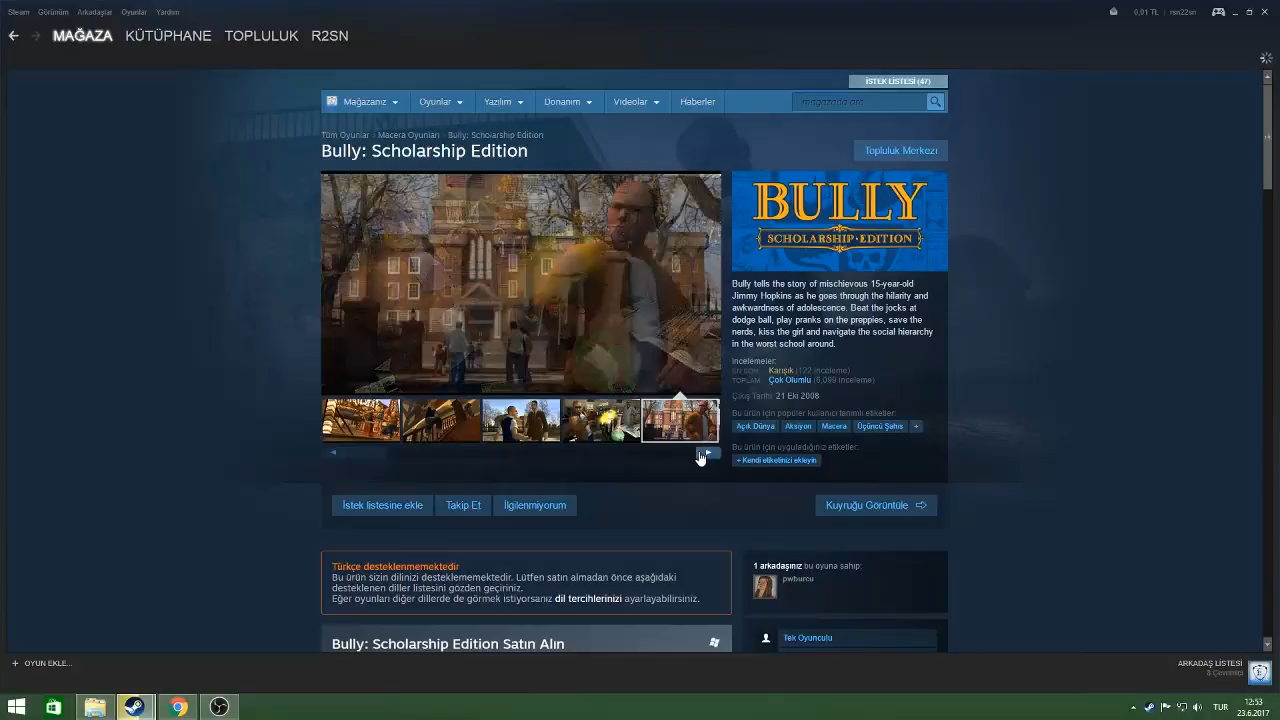 Steam Görünüm Arkadaşlar Oyunlar Yardım
0,01 TL rsn22sn
MAĞAZA KÜTÜPHANE TOPLULUK R2SN
İSTEK LİSTESİ (47)
Mağazanız Oyunlar Yazılım Donanım Videolar Haberler mağazada ara
Tüm Oyunlar > Macera Oyunları > Bully: Scholarship Edition
Bully: Scholarship Edition
Topluluk Merkezi
BULLY
SCHOLARSHIP·EDITION
Bully tells the story of mischievous 15-year-old
Jimmy Hopkins as he goes through the hilarity and
awkwardness of adolescence. Beat the jocks at
dodge ball, play pranks on the preppies, save the
nerds, kiss the girl and navigate the social hierarchy
in the worst school around.
İncelemeler:
EN SON: Karışık (122 inceleme)
TOPLAM: Çok Olumlu (6,099 inceleme)
Çıkış Tarihi: 21 Eki 2008
Bu ürün için popüler kullanıcı tanımlı etiketler:
Açık Dünya Aksiyon Macera Üçüncü Şahıs +
Bu ürün için uyguladığınız etiketler:
+ Kendi etiketinizi ekleyin
İstek listesine ekle Takip Et İlgilenmiyorum Kuyruğu Görüntüle
Türkçe desteklenmemektedir
Bu ürün sizin dilinizi desteklememektedir. Lütfen satın almadan önce aşağıdaki
desteklenen diller listesini gözden geçiriniz.
Eğer oyunları diğer dillerde de görmek istiyorsanız dil tercihlerinizi ayarlayabilirsiniz.
1 arkadaşınız bu oyuna sahip:
pwburcu
Bully: Scholarship Edition Satın Alın
Tek Oyunculu
+ OYUN EKLE...
ARKADAŞ LİSTESİ
8 Çevrimiçi
TUR
12:53
23.6.2017